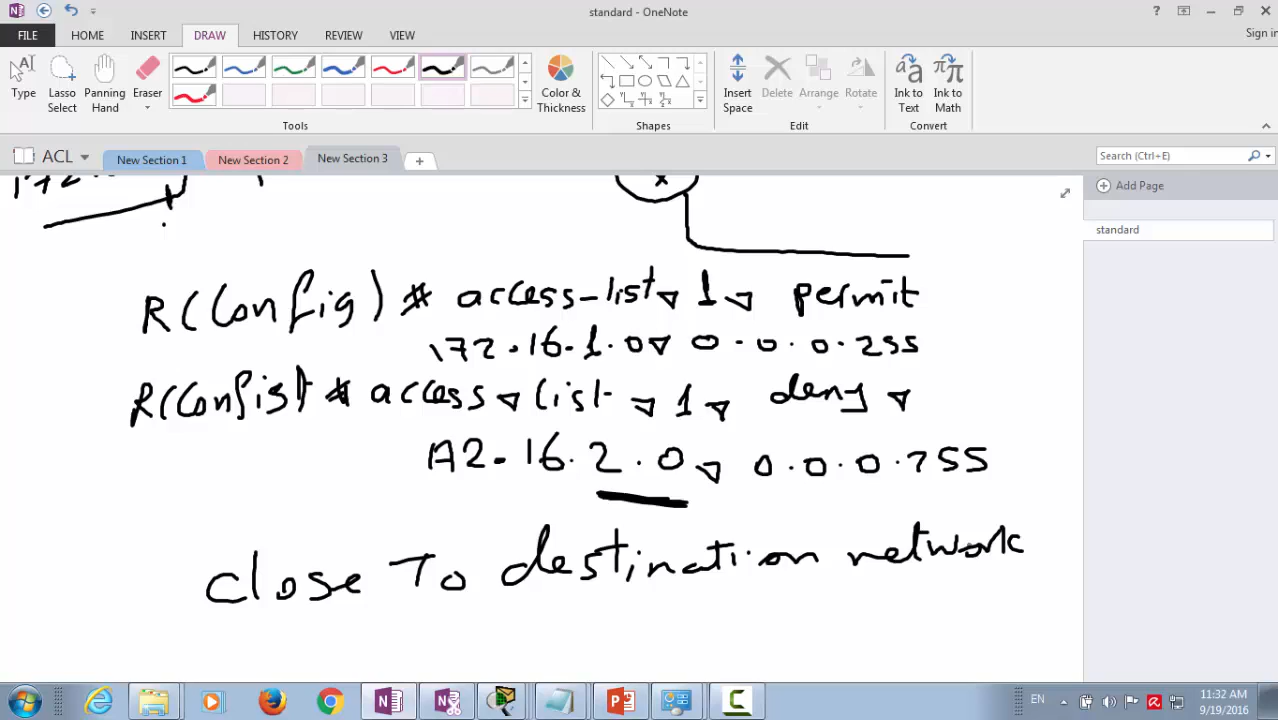 standard - OneNote
? 
Sign in
FILE HOME INSERT DRAW HISTORY REVIEW VIEW
Type
Lasso Select
Panning Hand
Eraser
Color & Thickness
Insert Space
Delete
Arrange
Rotate
Ink to Text
Ink to Math
Tools
Shapes
Edit
Convert
ACL
New Section 1
New Section 2
New Section 3
Search (Ctrl+E)
Add Page
standard
R(Config) # access-list 1 permit
172.16.1.0 0.0.0.255
R(Config) # access list 1 deny
172.16.2.0 0.0.0.255
close To destination network
EN
11:32 AM
9/19/2016